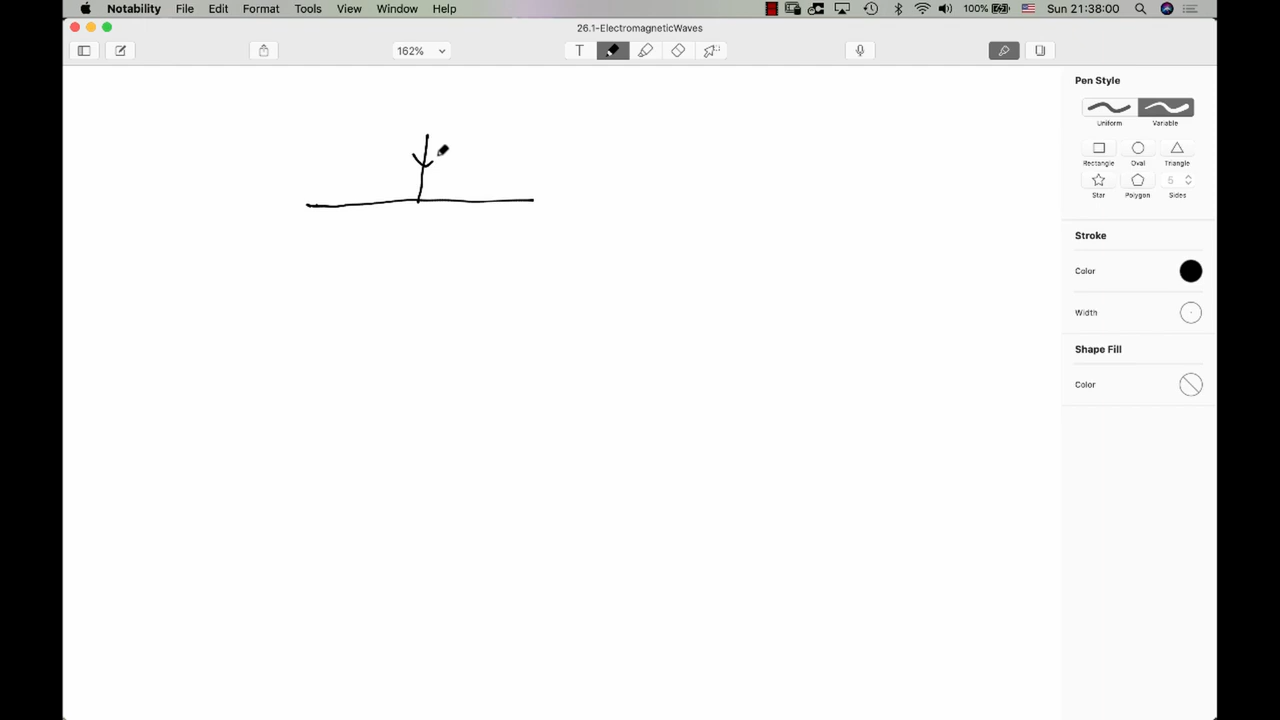 Notability File Edit Format Tools View Window Help 100% Sun 21:38:00
26.1-ElectromagneticWaves
162% T
Pen Style
Uniform Variable
Rectangle Oval Triangle
5
Star Polygon Sides
Stroke
Color
Width
Shape Fill
Color